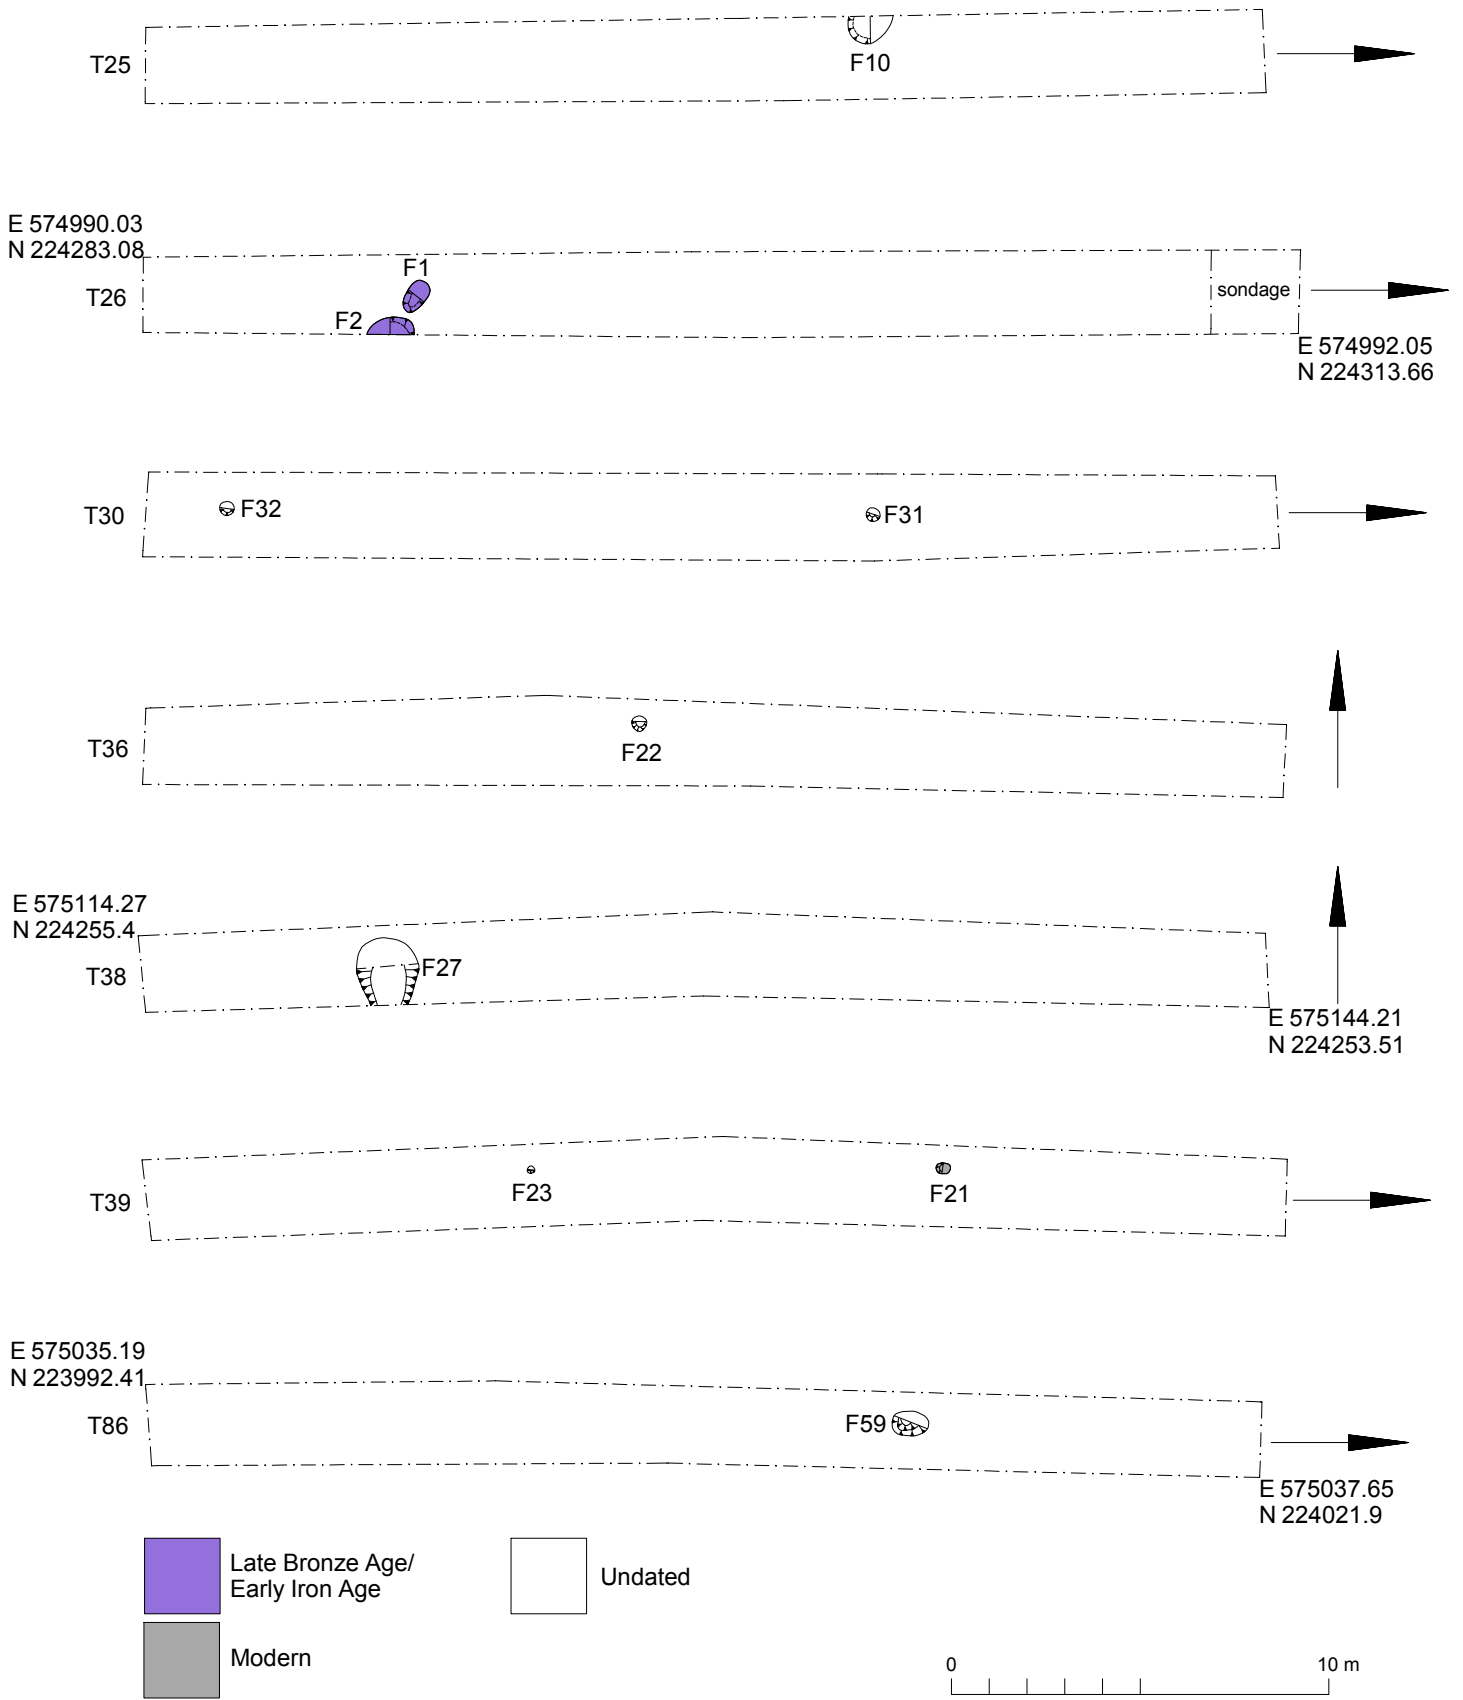 T25
F10
E 574990.03
N 224283.08
T26
F1
F2
sondage
E 574992.05
N 224313.66
T30
F32
F31
T36
F22
E 575114.27
N 224255.4
T38
F27
E 575144.21
N 224253.51
T39
F23
F21
E 575035.19
N 223992.41
T86
F59
E 575037.65
N 224021.9
Late Bronze Age/
Early Iron Age
Undated
Modern
0
10 m